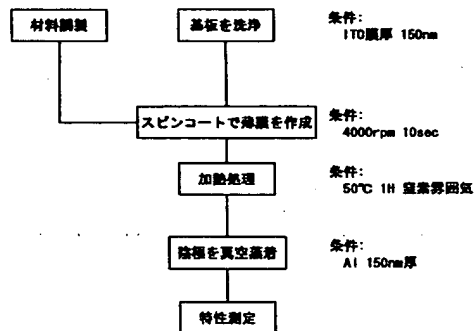 材料調製
基板を洗浄
条件:
ITO膜厚 150nm
スピンコートで薄膜を作成
条件:
4000rpm 10sec
加熱処理
条件:
50℃ 1H 窒素雰囲気
陰極を真空蒸着
条件:
Al 150nm厚
特性測定